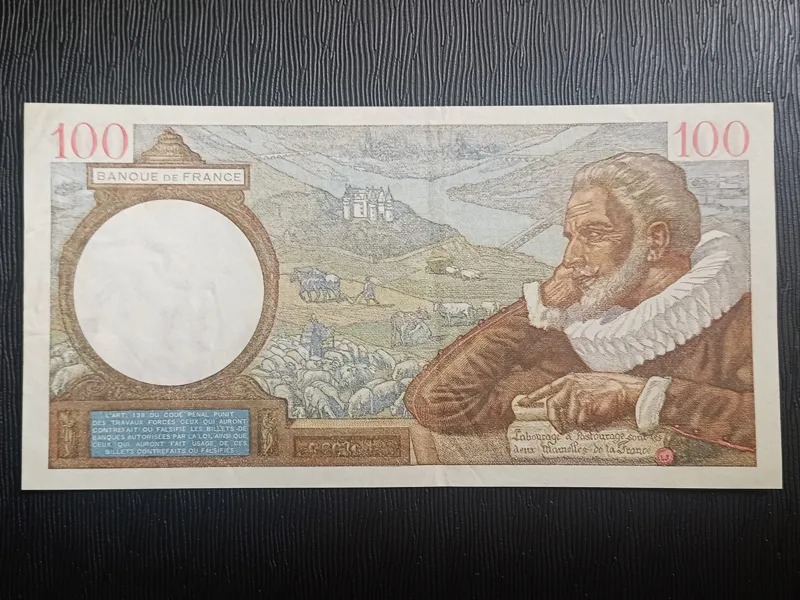 100
100
BANQUE DE FRANCE
L'ART. 139 DU CODE PENAL PUNIT
DES TRAVAUX FORCÉS CEUX QUI AURONT
CONTREFAIT OU FALSIFIÉ LES BILLETS DE
BANQUES AUTORISÉES PAR LA LOI, AINSI QUE
CEUX QUI AURONT FAIT USAGE DE CES
BILLETS CONTREFAITS OU FALSIFIÉS
Labourage & Pastourage sont les
deux Mamelles de la France